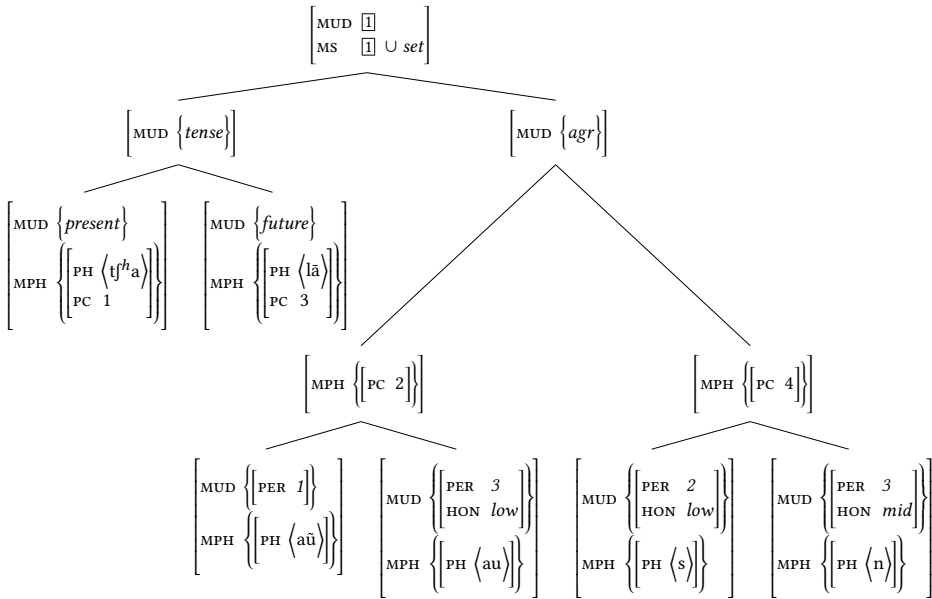 MUD 1
MS 1 ∪ set
MUD {tense}
MUD {agr}
MUD {present}
MPH {[PH ⟨tʃʰa⟩
PC 1]}
MUD {future}
MPH {[PH ⟨lā⟩
PC 3]}
MPH {[PC 2]}
MPH {[PC 4]}
MUD {[PER 1]}
MPH {[PH ⟨aũ⟩]}
MUD {[PER 3
HON low]}
MPH {[PH ⟨au⟩]}
MUD {[PER 2
HON low]}
MPH {[PH ⟨s⟩]}
MUD {[PER 3
HON mid]}
MPH {[PH ⟨n⟩]}